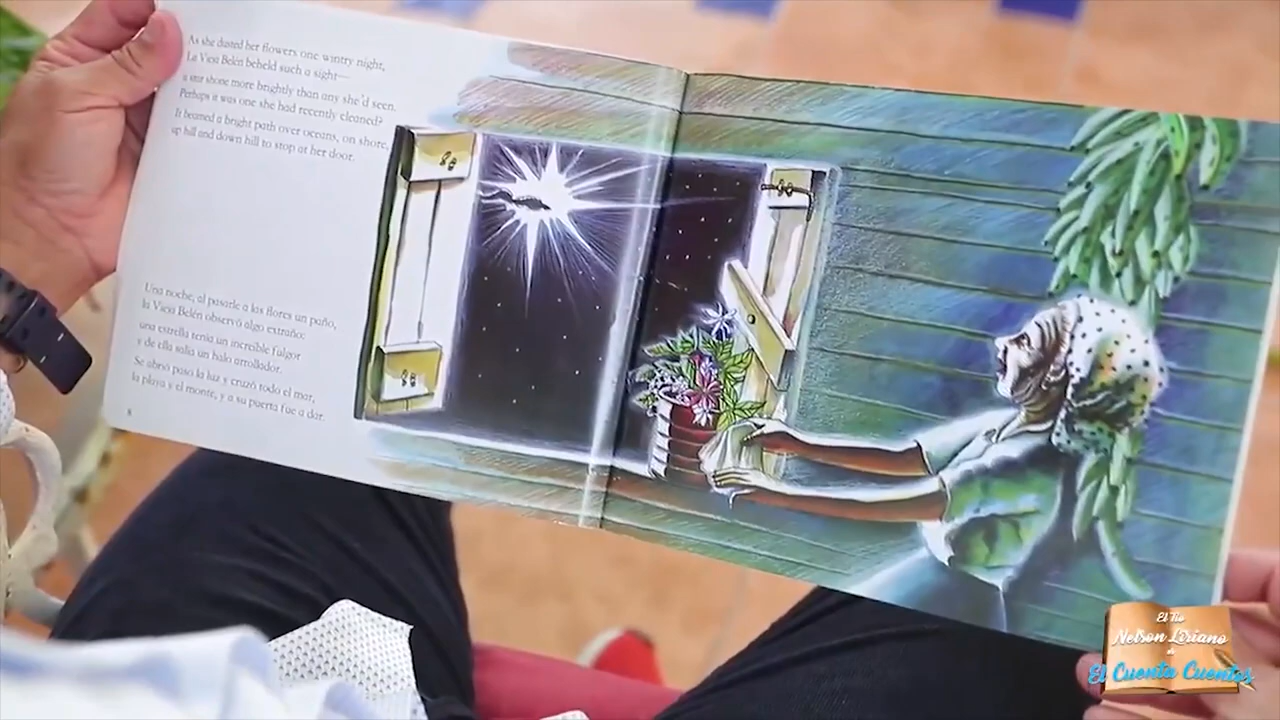 As she dusted her flowers one wintry night,
La Vieja Belén beheld such a sight—
a star shone more brightly than any she'd seen.
Perhaps it was one she had recently cleaned?
It beamed a bright path over oceans, on shore,
up hill and down hill to stop at her door.
Una noche, al pasarle a las flores un paño,
la Vieja Belén observó algo extraño:
una estrella tenía un increíble fulgor
y de ella salía un halo arrollador.
Se abrió paso la luz y cruzó todo el mar,
la playa y el monte, y a su puerta fue a dar.
8
El Tío
Nelson Liriano
de
El Cuenta Cuentos